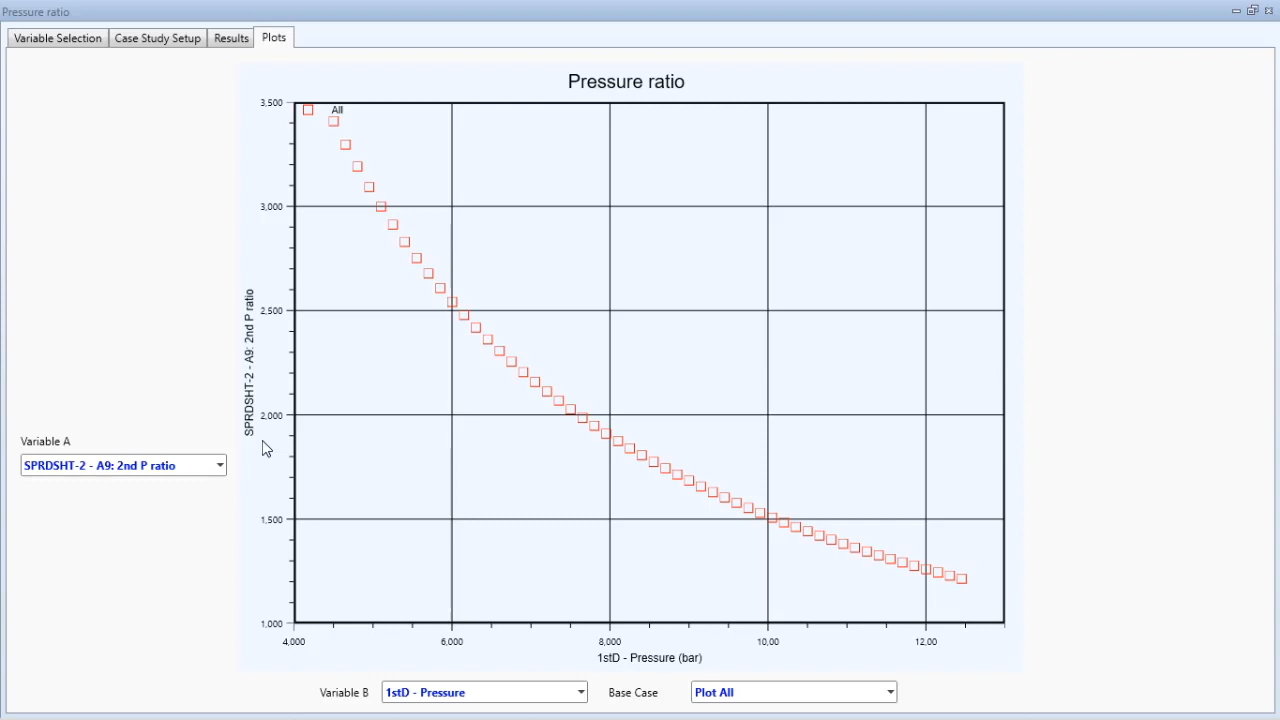 Pressure ratio
Variable Selection
Case Study Setup
Results
Plots
Pressure ratio
All
3,500
3,000
2,500
2,000
1,500
1,000
SPRDSHT-2 - A9: 2nd P ratio
4,000
6,000
8,000
10,00
12,00
1stD - Pressure (bar)
Variable A
SPRDSHT-2 - A9: 2nd P ratio
Variable B
1stD - Pressure
Base Case
Plot All